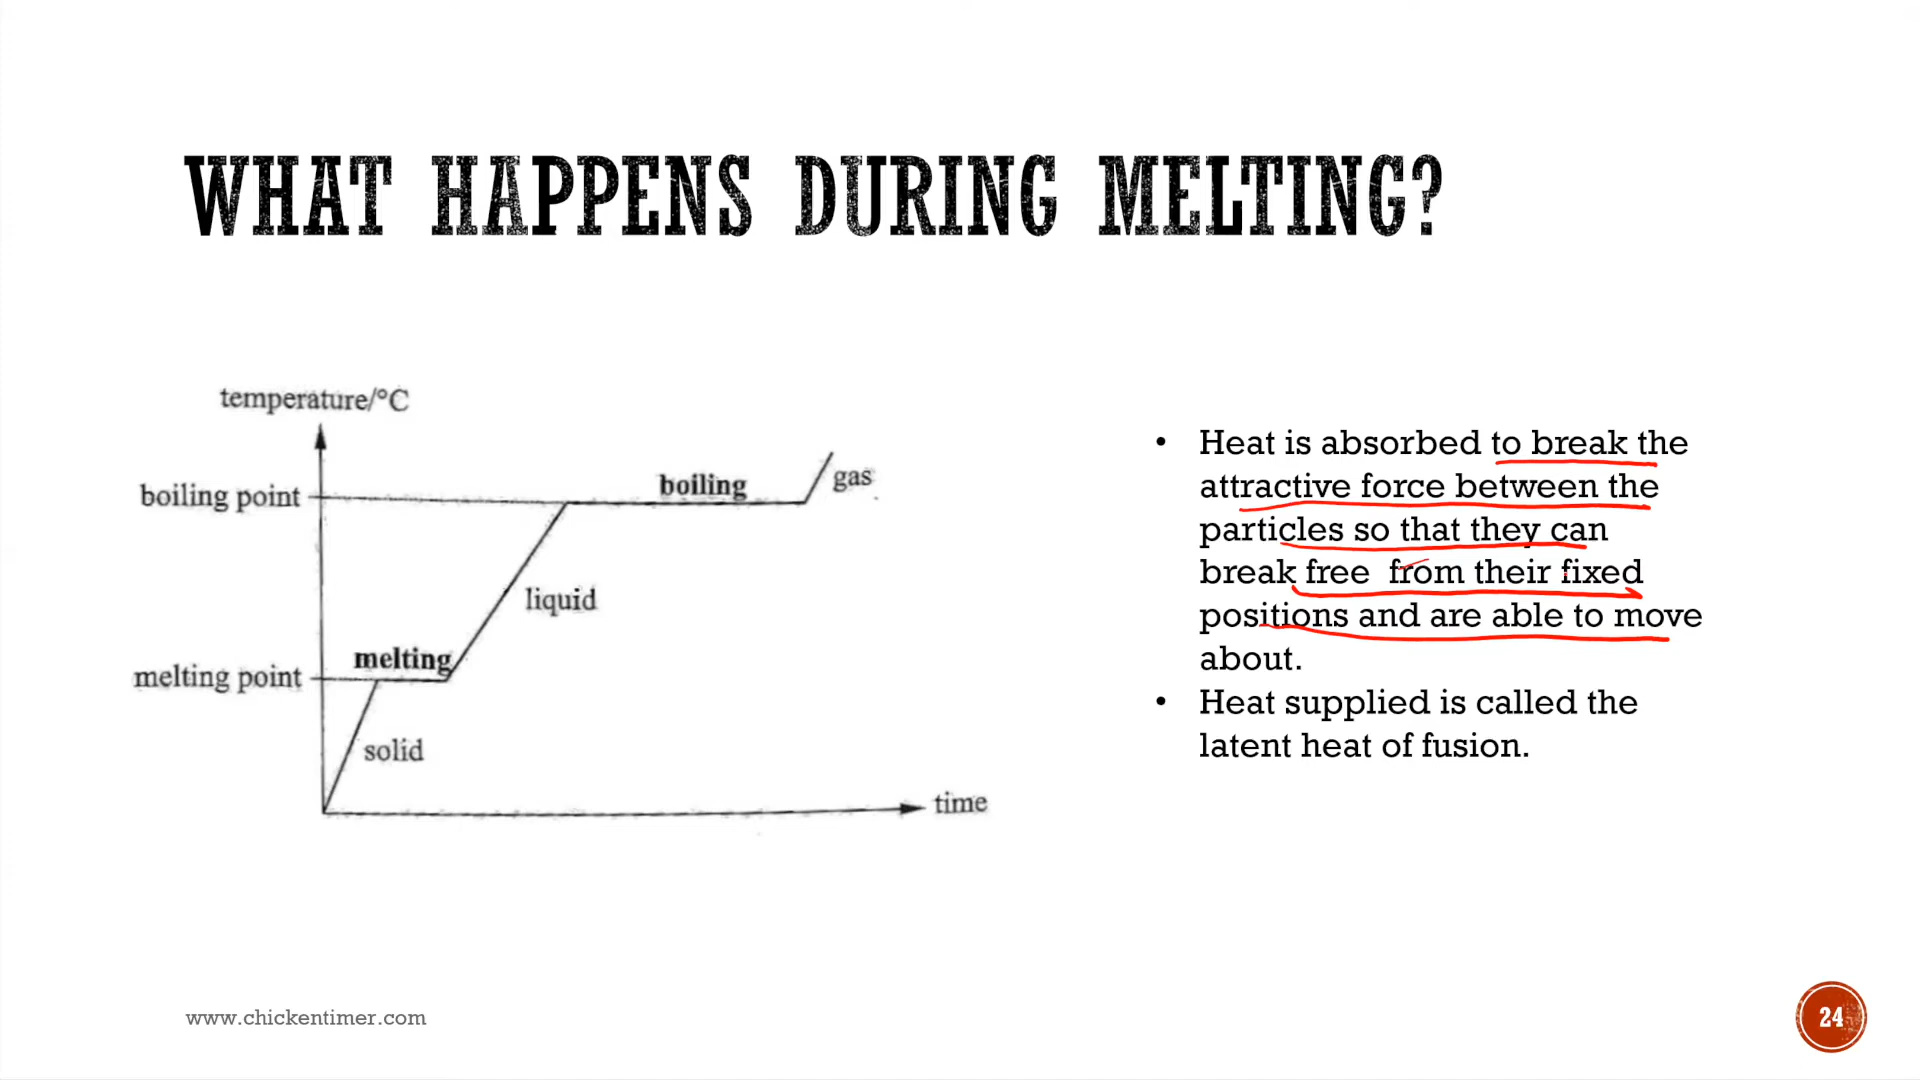 WHAT HAPPENS DURING MELTING?
temperature/°C
boiling point
boiling
gas
liquid
melting
melting point
solid
time
• Heat is absorbed to break the
attractive force between the
particles so that they can
break free from their fixed
positions and are able to move
about.
• Heat supplied is called the
latent heat of fusion.
www.chickentimer.com
24